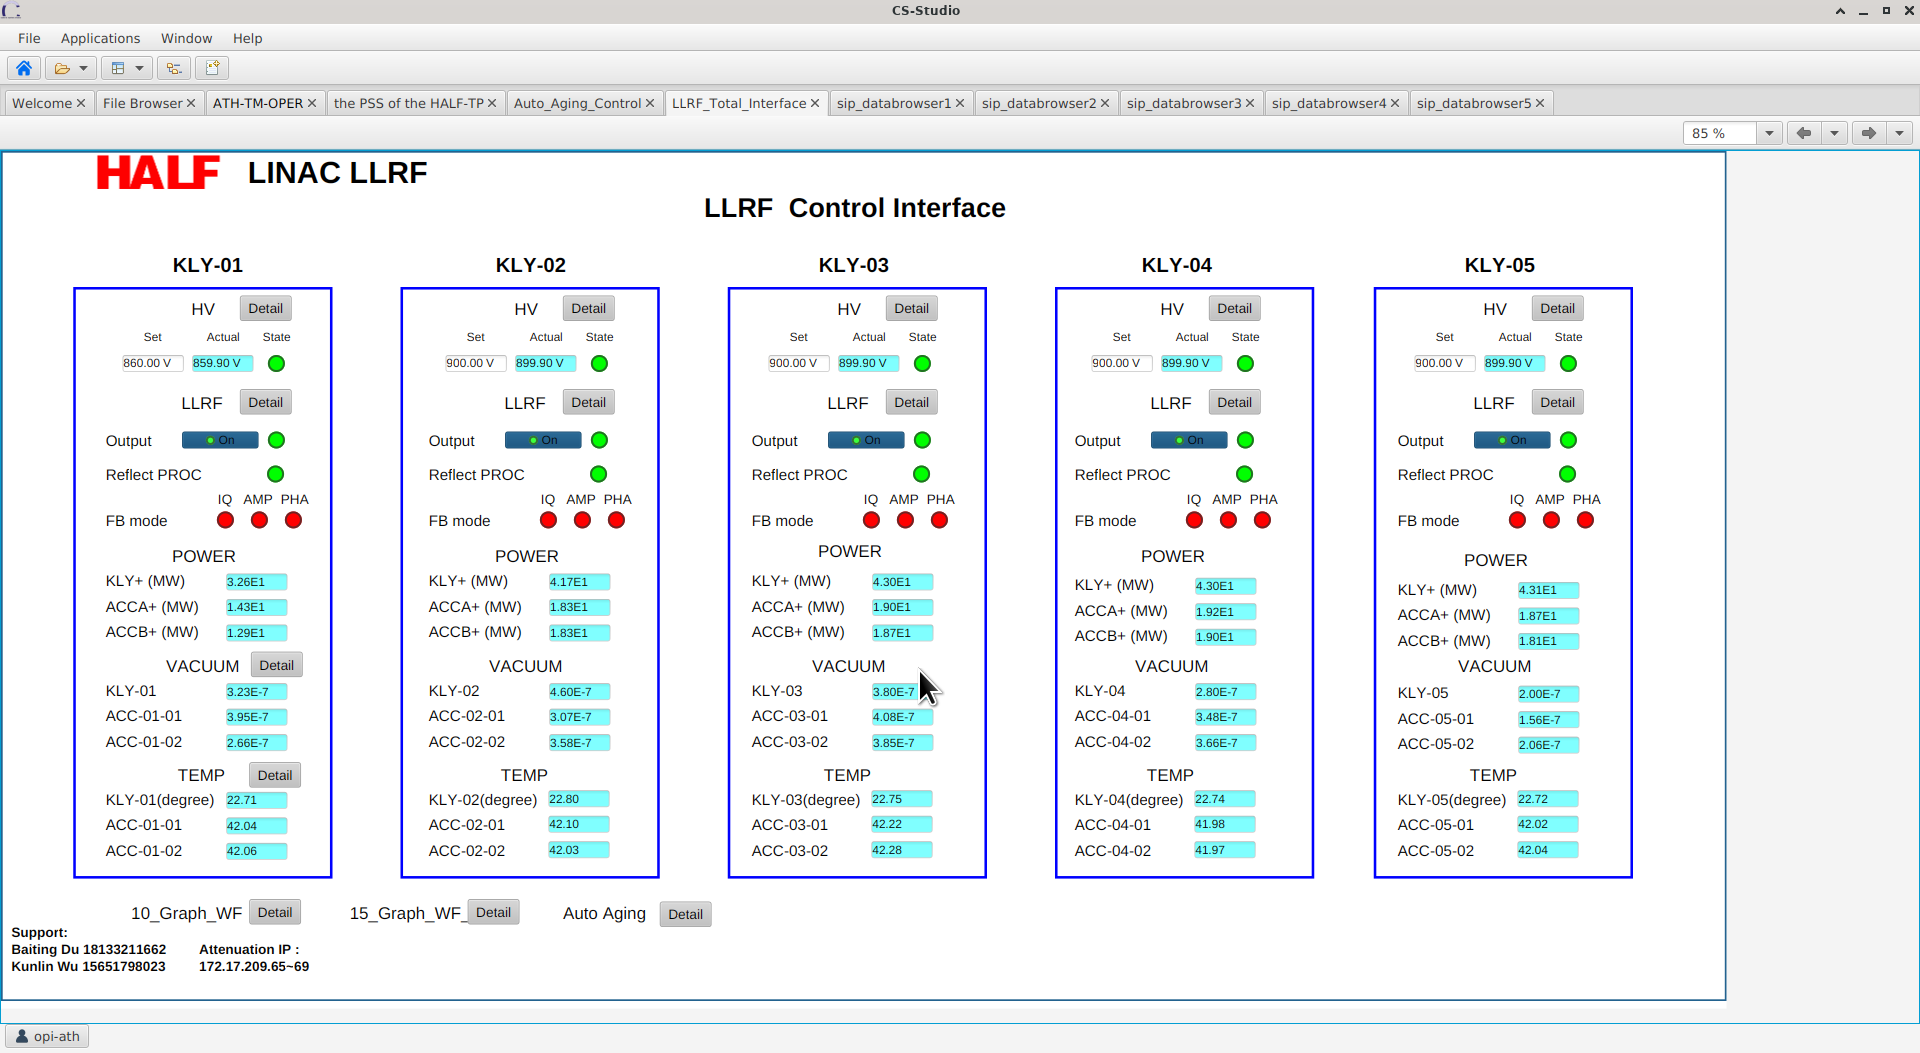 CS-Studio
File Applications Window Help
Welcome File Browser ATH-TM-OPER the PSS of the HALF-TP Auto_Aging_Control LLRF_Total_Interface sip_databrowser1 sip_databrowser2 sip_databrowser3 sip_databrowser4 sip_databrowser5
85 %
HALF LINAC LLRF
LLRF Control Interface
KLY-01
HV Detail
Set Actual State
860.00 V 859.90 V
LLRF Detail
Output On
Reflect PROC
IQ AMP PHA
FB mode
POWER
KLY+ (MW) 3.26E1
ACCA+ (MW) 1.43E1
ACCB+ (MW) 1.29E1
VACUUM Detail
KLY-01 3.23E-7
ACC-01-01 3.95E-7
ACC-01-02 2.66E-7
TEMP Detail
KLY-01(degree) 22.71
ACC-01-01 42.04
ACC-01-02 42.06
KLY-02
HV Detail
Set Actual State
900.00 V 899.90 V
LLRF Detail
Output On
Reflect PROC
IQ AMP PHA
FB mode
POWER
KLY+ (MW) 4.17E1
ACCA+ (MW) 1.83E1
ACCB+ (MW) 1.83E1
VACUUM
KLY-02 4.60E-7
ACC-02-01 3.07E-7
ACC-02-02 3.58E-7
TEMP
KLY-02(degree) 22.80
ACC-02-01 42.10
ACC-02-02 42.03
KLY-03
HV Detail
Set Actual State
900.00 V 899.90 V
LLRF Detail
Output On
Reflect PROC
IQ AMP PHA
FB mode
POWER
KLY+ (MW) 4.30E1
ACCA+ (MW) 1.90E1
ACCB+ (MW) 1.87E1
VACUUM
KLY-03 3.80E-7
ACC-03-01 4.08E-7
ACC-03-02 3.85E-7
TEMP
KLY-03(degree) 22.75
ACC-03-01 42.22
ACC-03-02 42.28
KLY-04
HV Detail
Set Actual State
900.00 V 899.90 V
LLRF Detail
Output On
Reflect PROC
IQ AMP PHA
FB mode
POWER
KLY+ (MW) 4.30E1
ACCA+ (MW) 1.92E1
ACCB+ (MW) 1.90E1
VACUUM
KLY-04 2.80E-7
ACC-04-01 3.48E-7
ACC-04-02 3.66E-7
TEMP
KLY-04(degree) 22.74
ACC-04-01 41.98
ACC-04-02 41.97
KLY-05
HV Detail
Set Actual State
900.00 V 899.90 V
LLRF Detail
Output On
Reflect PROC
IQ AMP PHA
FB mode
POWER
KLY+ (MW) 4.31E1
ACCA+ (MW) 1.87E1
ACCB+ (MW) 1.81E1
VACUUM
KLY-05 2.00E-7
ACC-05-01 1.56E-7
ACC-05-02 2.06E-7
TEMP
KLY-05(degree) 22.72
ACC-05-01 42.02
ACC-05-02 42.04
10_Graph_WF Detail 15_Graph_WF_ Detail Auto Aging Detail
Support:
Baiting Du 18133211662 Attenuation IP :
Kunlin Wu 15651798023 172.17.209.65~69
opi-ath